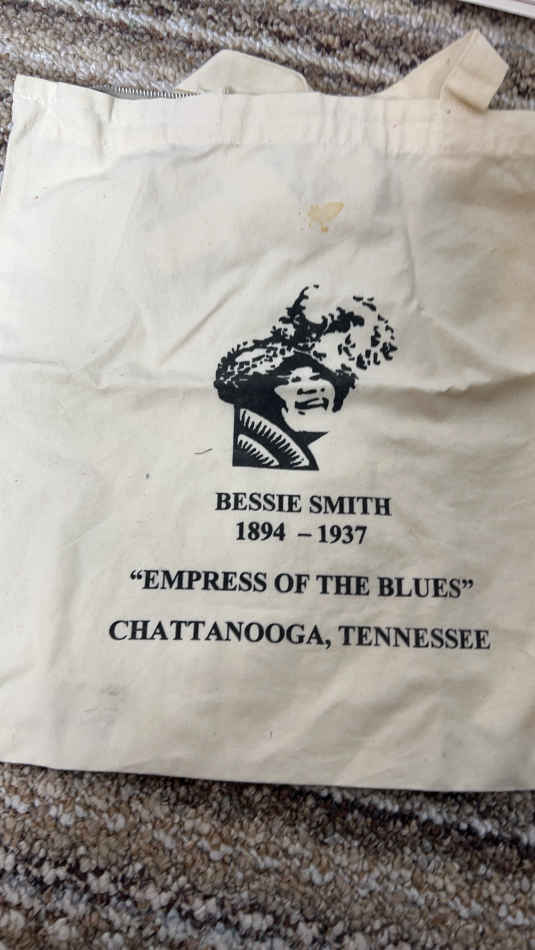 BESSIE SMITH
1894 – 1937
“EMPRESS OF THE BLUES”
CHATTANOOGA, TENNESSEE